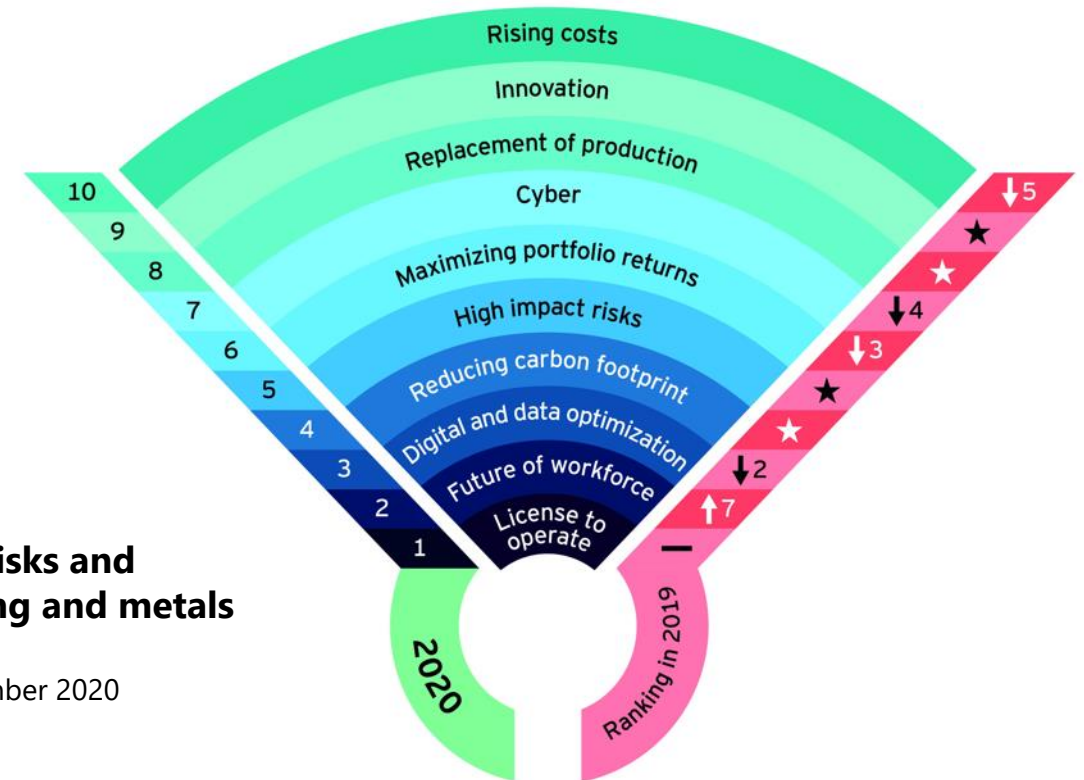 Rising costs
Innovation
Replacement of production
Cyber
Maximizing portfolio returns
High impact risks
Reducing carbon footprint
Digital and data optimization
Future of workforce
License to
operate
10
9
8
7
6
5
4
3
2
1
2020
↓5
★
★
↓4
↓3
★
★
↓2
↑7
—
Ranking in 2019
isks and
ng and metals
ber 2020